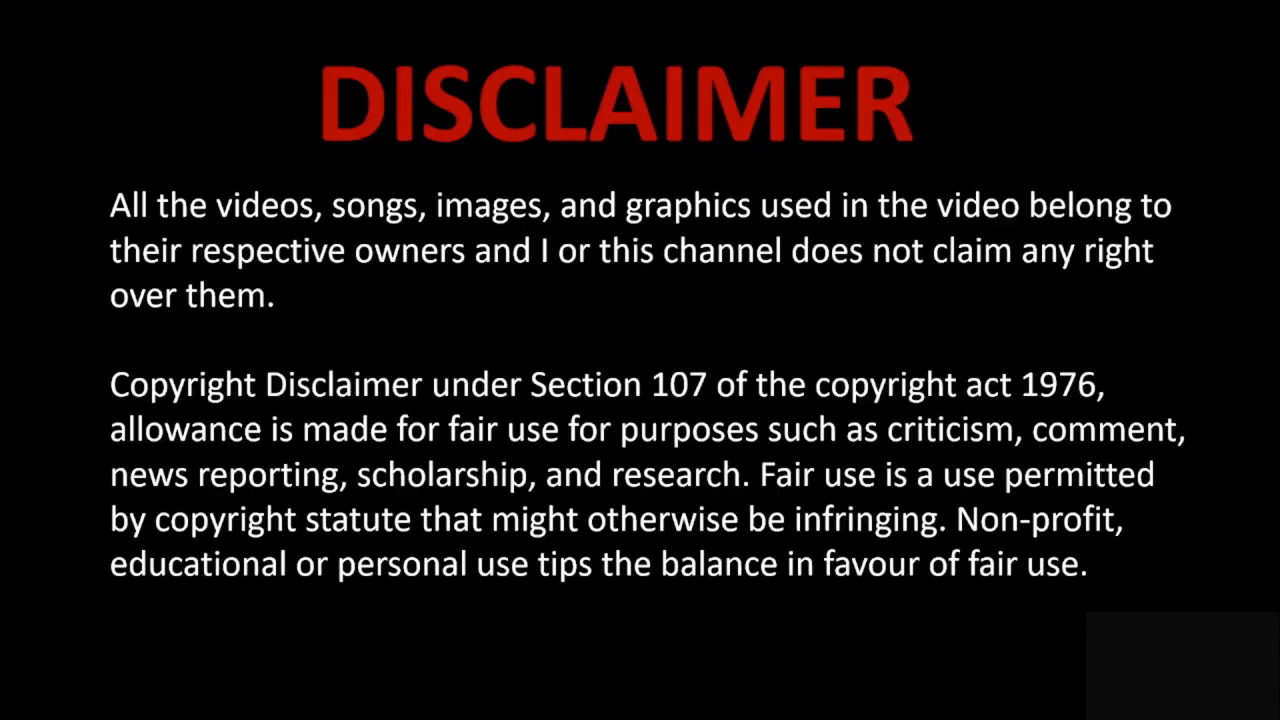 DISCLAIMER
All the videos, songs, images, and graphics used in the video belong to
their respective owners and I or this channel does not claim any right
over them.
Copyright Disclaimer under Section 107 of the copyright act 1976,
allowance is made for fair use for purposes such as criticism, comment,
news reporting, scholarship, and research. Fair use is a use permitted
by copyright statute that might otherwise be infringing. Non-profit,
educational or personal use tips the balance in favour of fair use.